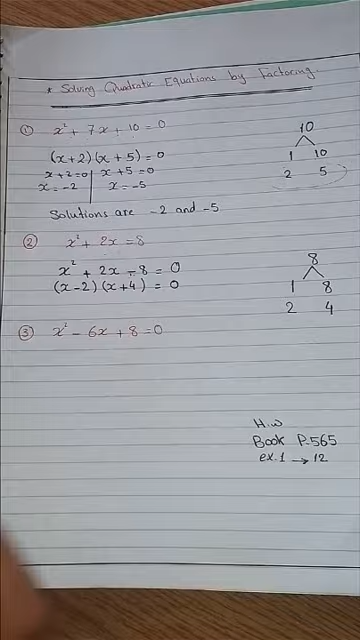 * Solving Quadratic Equations by Factoring.
① x² + 7x + 10 = 0
10
(x+2)(x+5) = 0
1 10
x+2=0 | x+5=0
2 5
x=-2 | x=-5
Solutions are -2 and -5
② x² + 2x = 8
8
x² + 2x - 8 = 0
1 8
(x-2)(x+4) = 0
2 4
③ x² - 6x + 8 = 0
H.W
Book P.565
ex.1 → 12